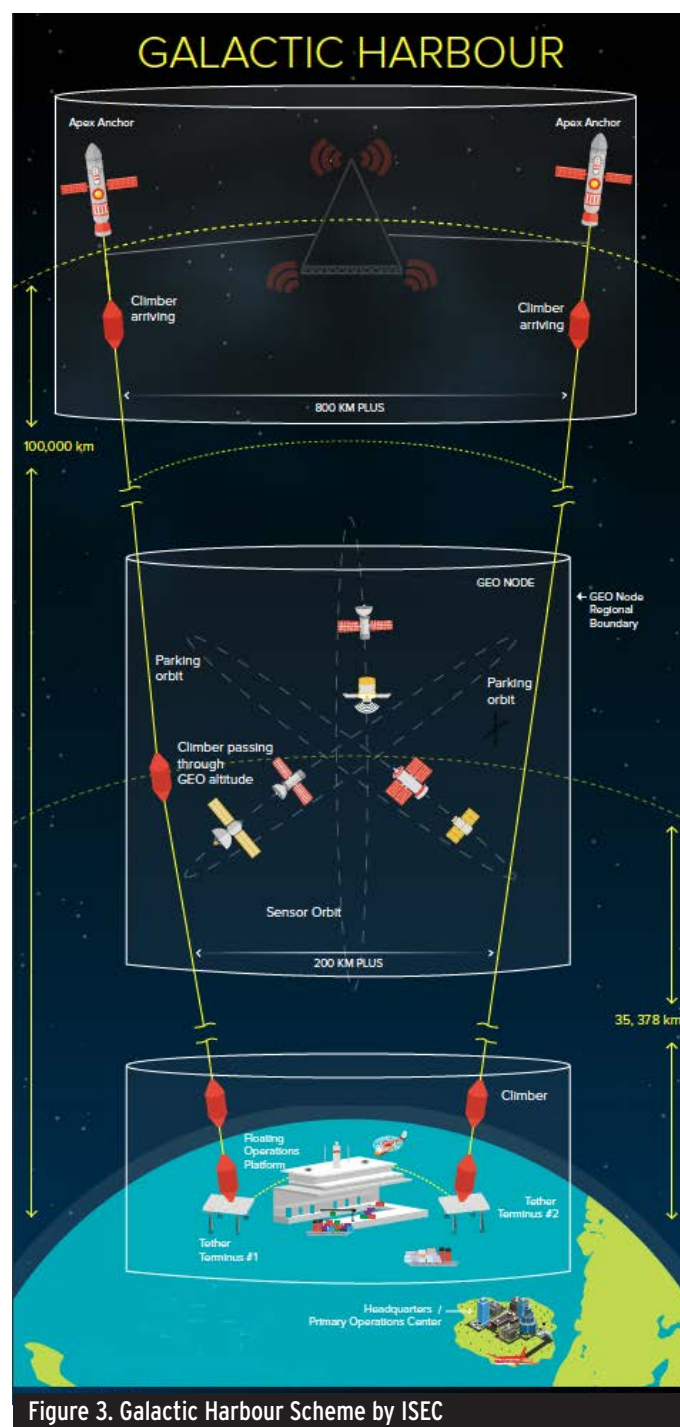 GALACTIC HARBOUR
Apex Anchor
Apex Anchor
Climber
arriving
Climber
arriving
800 KM PLUS
100,000 km
GEO NODE
← GEO Node
Regional
Boundary
Parking
orbit
Parking
orbit
Climber passing
through
GEO altitude
Sensor Orbit
200 KM PLUS
35, 378 km
Climber
Floating
Operations
Platform
Tether
Terminus #1
Tether
Terminus #2
Headquarters /
Primary Operations Center
Figure 3. Galactic Harbour Scheme by ISEC